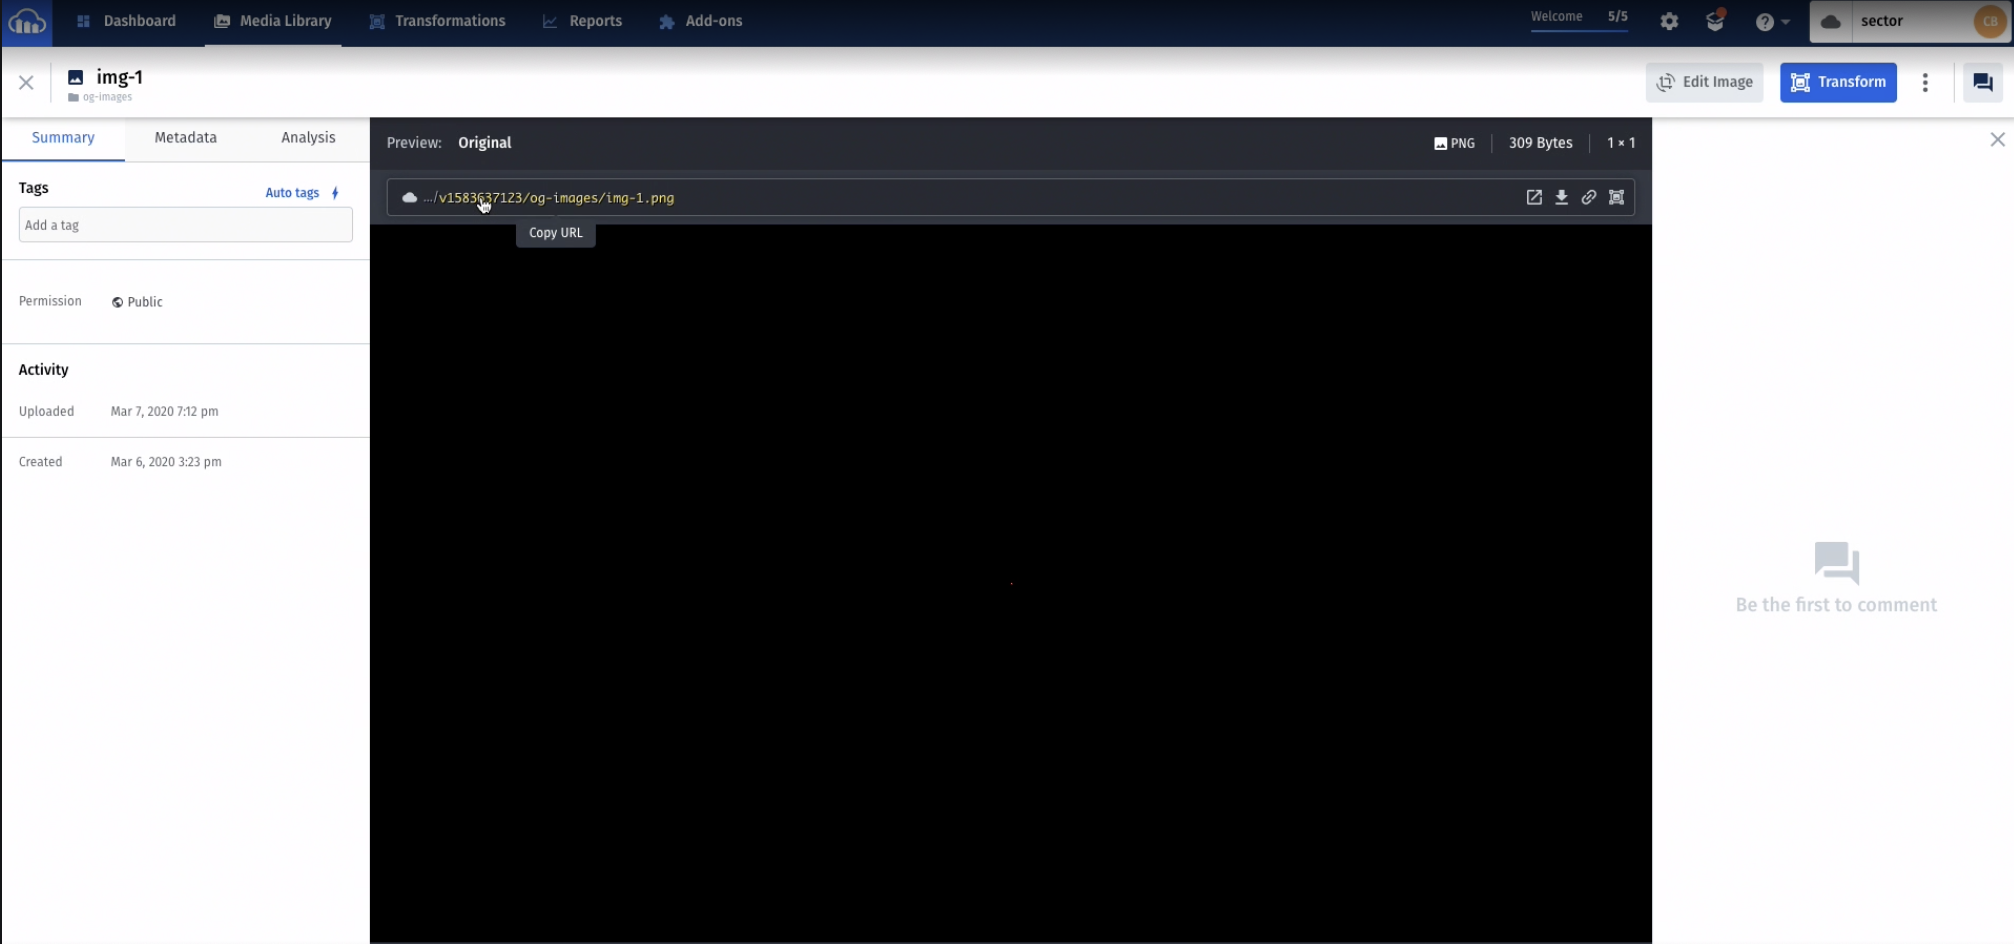 Dashboard Media Library Transformations Reports Add-ons Welcome 5/5 sector CB
img-1
og-images
Edit Image Transform
Summary Metadata Analysis
Preview: Original PNG 309 Bytes 1 × 1
Tags
Auto tags
Add a tag
.../v1583637123/og-images/img-1.png
Copy URL
Permission Public
Activity
Uploaded Mar 7, 2020 7:12 pm
Created Mar 6, 2020 3:23 pm
Be the first to comment